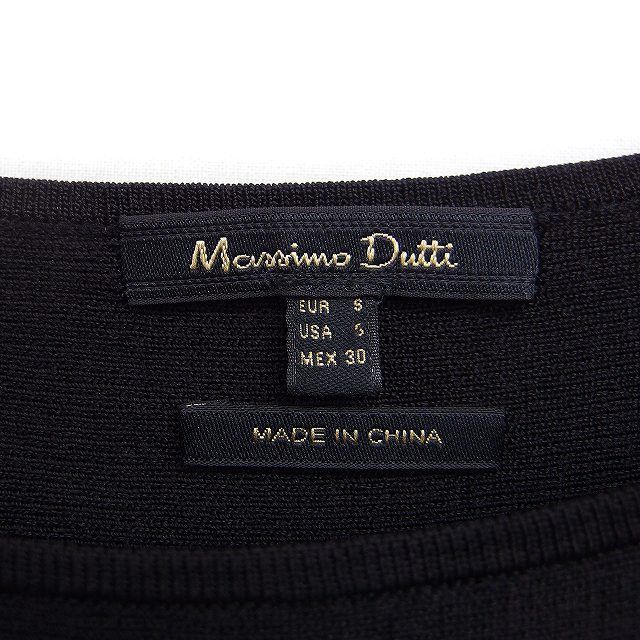 Massimo Dutti
EUR S
USA S
MEX 30
MADE IN CHINA